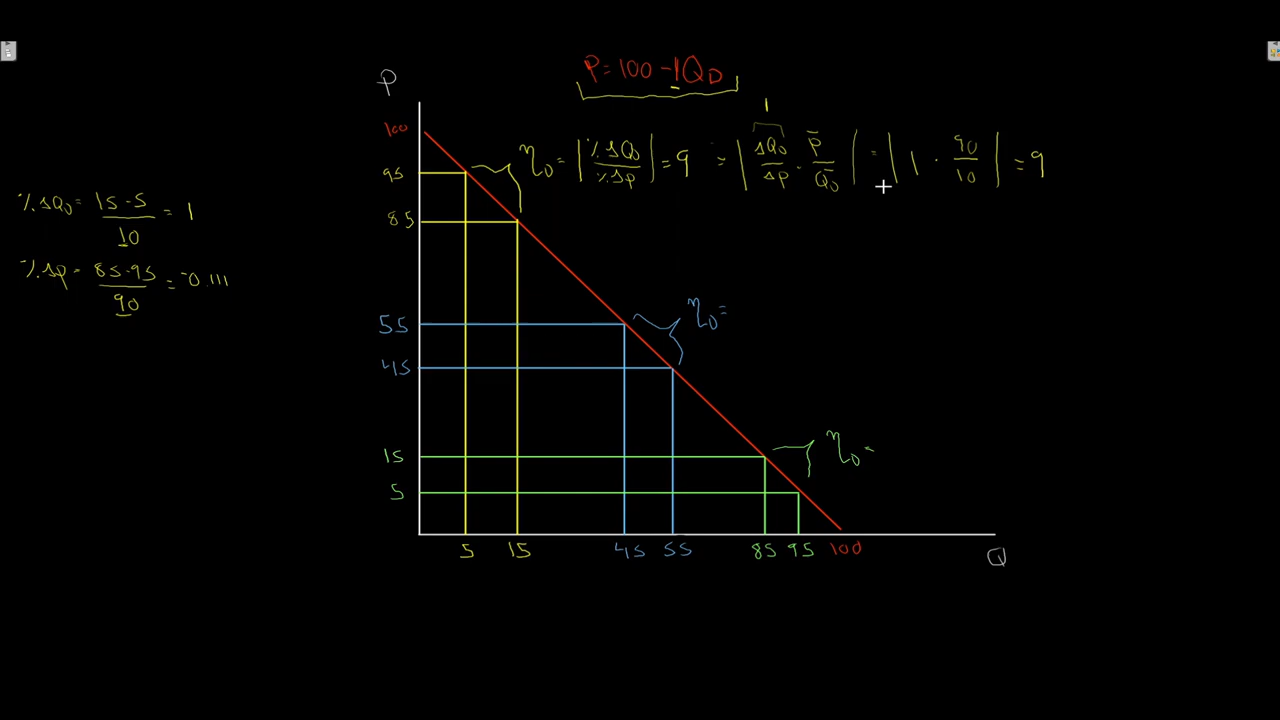 P = 100 - 1Q_D
P
1
100
η_D = |%ΔQ_D / %Δp| = 9 = |ΔQ_D/Δp · P̄/Q̄_D| = |1 · 90/10| = 9
95
85
%ΔQ_D = 15-5 / 10 = 1
%Δp = 85-95 / 90 = -0.111
55
η_D =
45
15
η_D =
5
5 15 45 55 85 95 100
Q